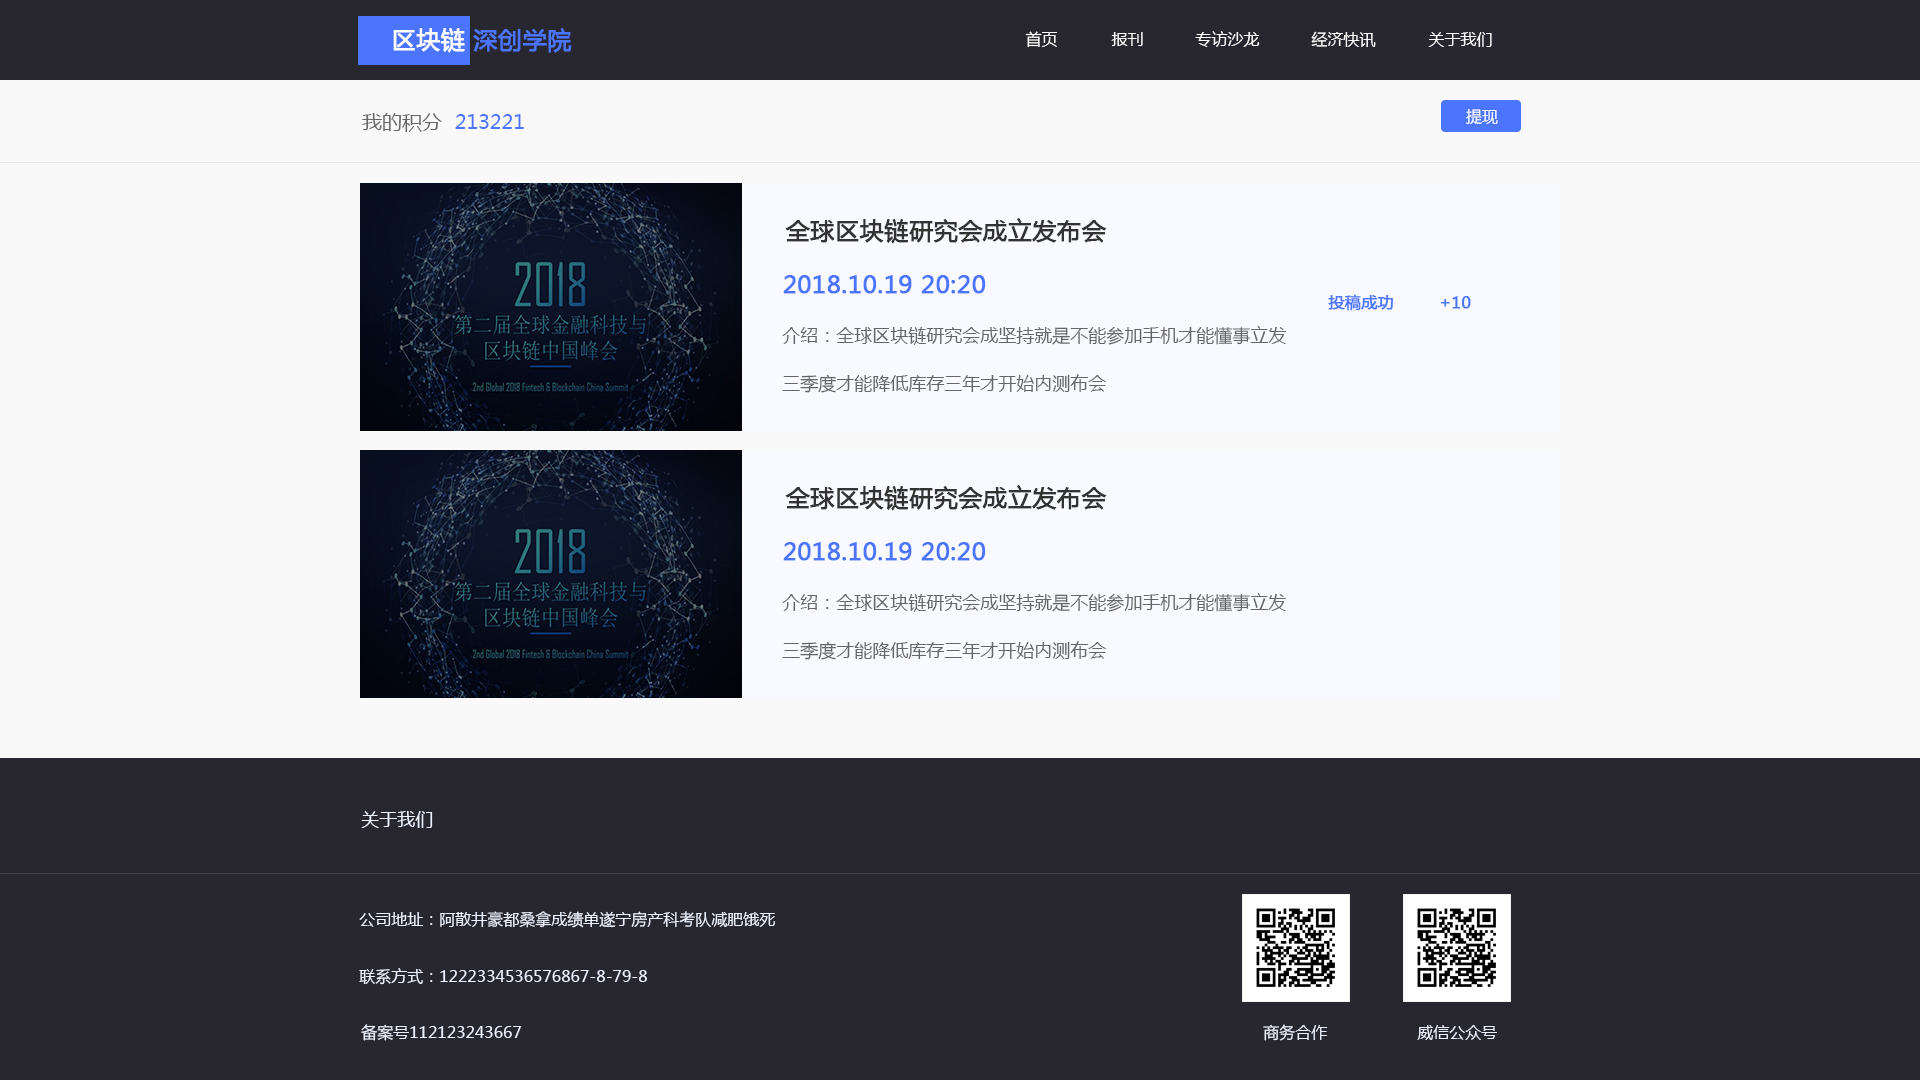 区块链 深创学院
首页 报刊 专访沙龙 经济快讯 关于我们
我的积分 213221
提现
2018
第二届全球金融科技与
区块链中国峰会
2nd Global 2018 Fintech & Blockchain China Summit
全球区块链研究会成立发布会
2018.10.19 20:20
介绍：全球区块链研究会成坚持就是不能参加手机才能懂事立发
三季度才能降低库存三年才开始内测布会
投稿成功 +10
2018
第二届全球金融科技与
区块链中国峰会
2nd Global 2018 Fintech & Blockchain China Summit
全球区块链研究会成立发布会
2018.10.19 20:20
介绍：全球区块链研究会成坚持就是不能参加手机才能懂事立发
三季度才能降低库存三年才开始内测布会
关于我们
公司地址：阿散井豪都桑拿成绩单遂宁房产科考队减肥饿死
联系方式：1222334536576867-8-79-8
备案号112123243667
商务合作
威信公众号